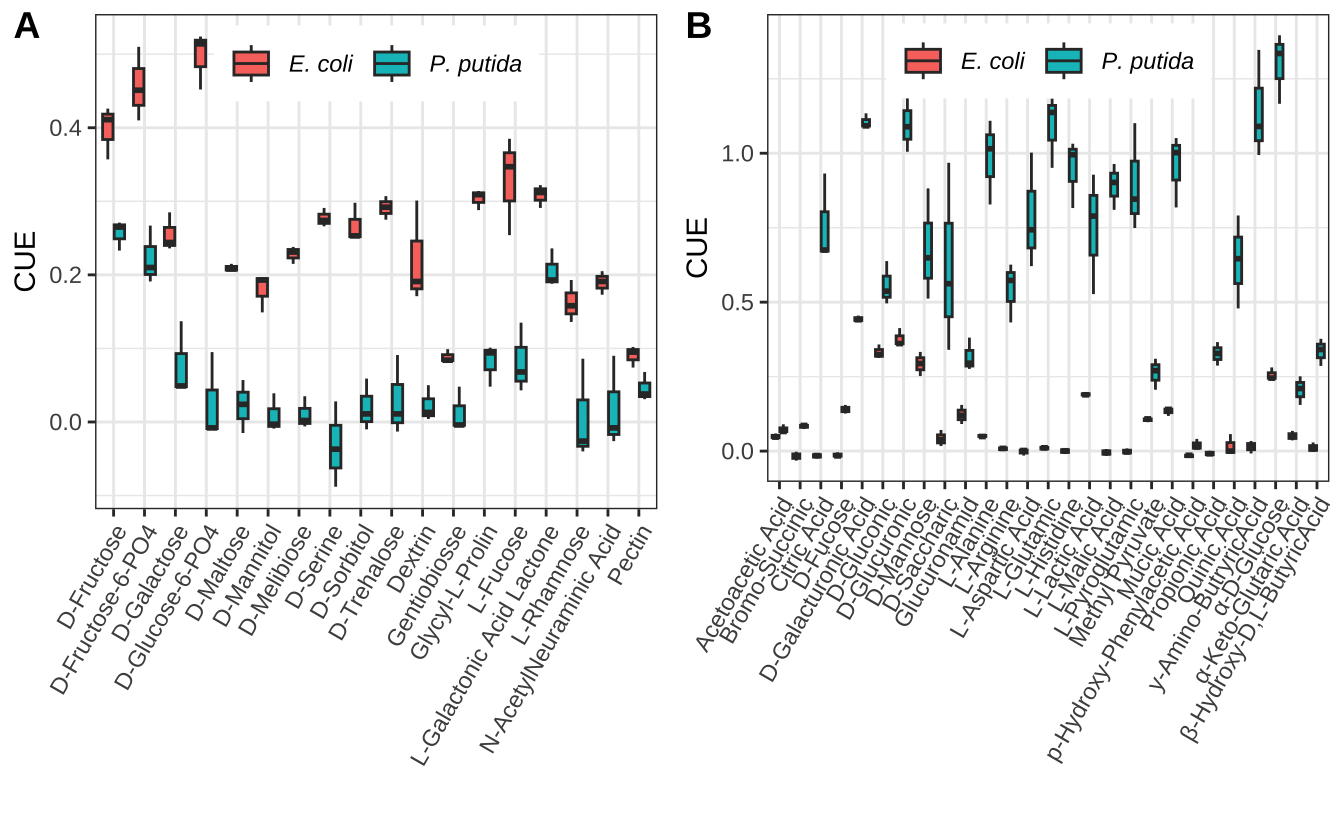 A
E. coli
P. putida
CUE
0.4
0.2
0.0
D-Fructose
D-Fructose-6-PO4
D-Galactose
D-Glucose-6-PO4
D-Maltose
D-Mannitol
D-Melibiose
D-Serine
D-Sorbitol
D-Trehalose
Dextrin
Gentiobiosse
Glycyl-L-Prolin
L-Fucose
L-Galactonic Acid Lactone
L-Rhamnose
N-AcetylNeuraminic Acid
Pectin
B
E. coli
P. putida
CUE
1.0
0.5
0.0
Acetoacetic Acid
Bromo-Succinic
Citric Acid
D-Fucose
D-Galacturonic Acid
D-Gluconic
D-Glucuronic
D-Mannose
D-Saccharic
Glucuronamid
L-Alanine
L-Arginine
L-Aspartic Acid
L-Glutamic
L-Histidine
L-Lactic Acid
L-Malic Acid
L-Pyroglutamic
Methyl Pyruvate
Mucic Acid
p-Hydroxy-Phenylacetic Acid
Propionic Acid
Quinic Acid
y-Amino-Butyric Acid
α-D-Glucose
α-Keto-Glutaric Acid
β-Hydroxy-D,L-ButyricAcid